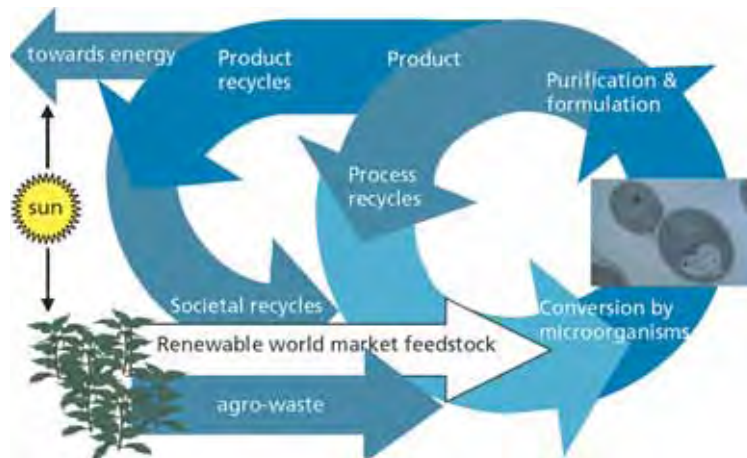 towards energy
Product
recycles
Product
Purification &
formulation
Process
recycles
sun
Societal recycles
Conversion by
microorganisms
Renewable world market feedstock
agro-waste